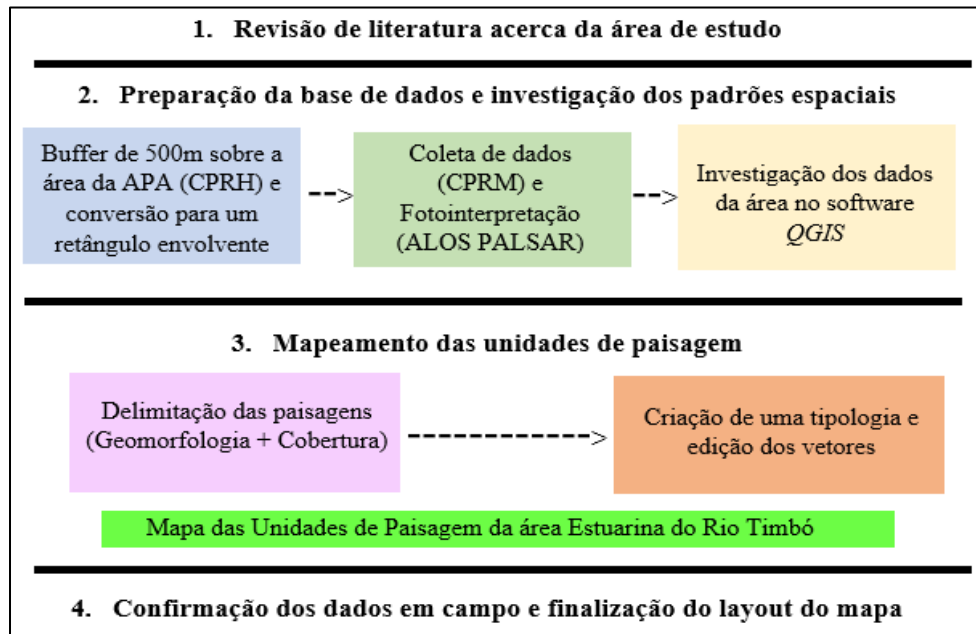 1. Revisão de literatura acerca da área de estudo
2. Preparação da base de dados e investigação dos padrões espaciais
Buffer de 500m sobre a
área da APA (CPRH) e
conversão para um
retângulo envolvente
Coleta de dados
(CPRM) e
Fotointerpretação
(ALOS PALSAR)
Investigação dos dados
da área no software
QGIS
3. Mapeamento das unidades de paisagem
Delimitação das paisagens
(Geomorfologia + Cobertura)
Criação de uma tipologia e
edição dos vetores
Mapa das Unidades de Paisagem da área Estuarina do Rio Timbó
4. Confirmação dos dados em campo e finalização do layout do mapa